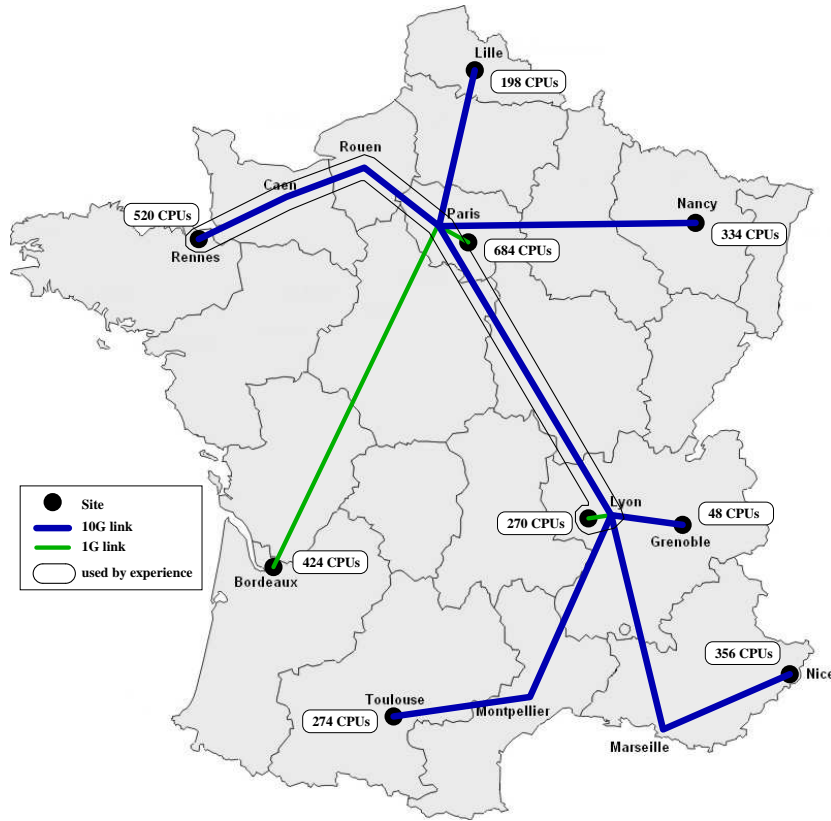 Lille
198 CPUs
Rouen
Caen
520 CPUs
Rennes
Paris
684 CPUs
Nancy
334 CPUs
Lyon
270 CPUs
48 CPUs
Grenoble
Site
10G link
1G link
used by experience
424 CPUs
Bordeaux
356 CPUs
Nice
Toulouse
274 CPUs
Montpellier
Marseille